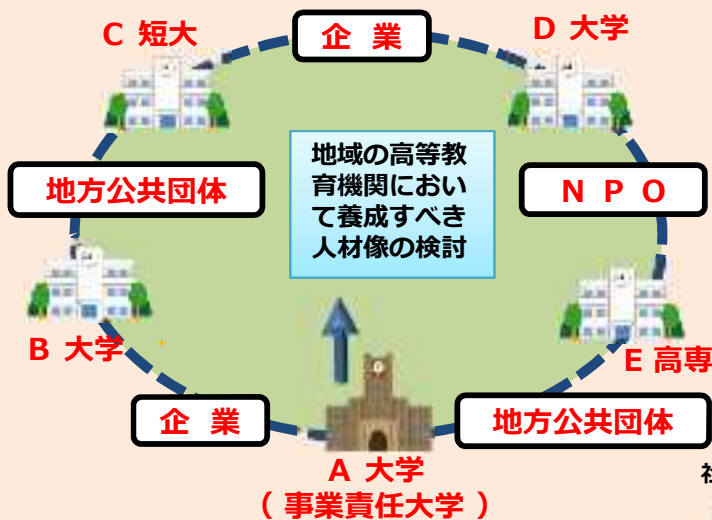 C 短大
企 業
D 大学
地域の高等教
育機関におい
て養成すべき
人材像の検討
地方公共団体
N P O
B 大学
E 高専
企 業
地方公共団体
A 大学
( 事業責任大学 )